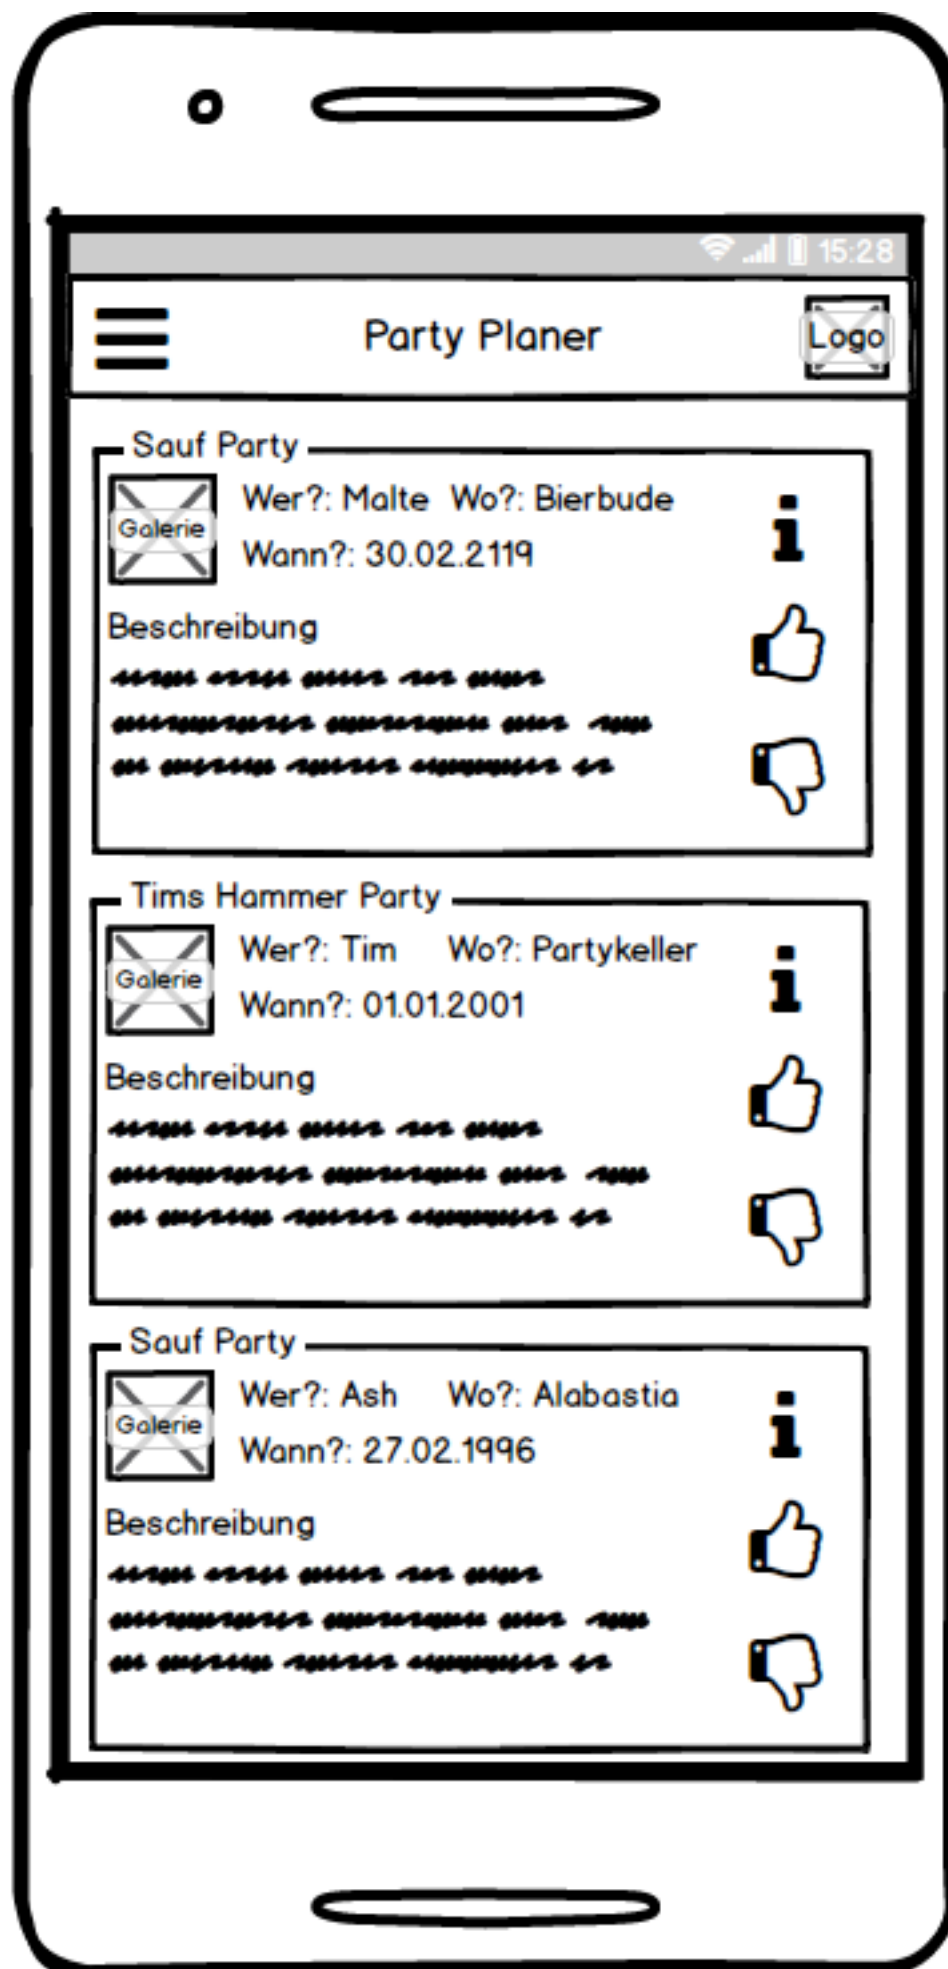 15:28
Party Planer
Logo
Sauf Party
Galerie
Wer?: Malte Wo?: Bierbude
Wann?: 30.02.2119
Beschreibung
Tims Hammer Party
Galerie
Wer?: Tim Wo?: Partykeller
Wann?: 01.01.2001
Beschreibung
Sauf Party
Galerie
Wer?: Ash Wo?: Alabastia
Wann?: 27.02.1996
Beschreibung